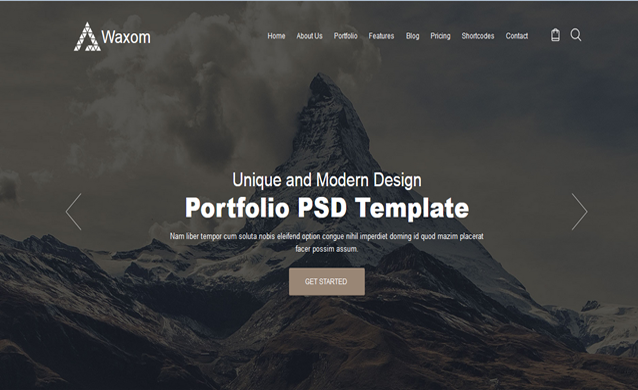 Waxom
Home About Us Portfolio Features Blog Pricing Shortcodes Contact
Unique and Modern Design
Portfolio PSD Template
Nam liber tempor cum soluta nobis eleifend option congue nihil imperdiet doming id quod mazim placerat
facer possim assum.
GET STARTED